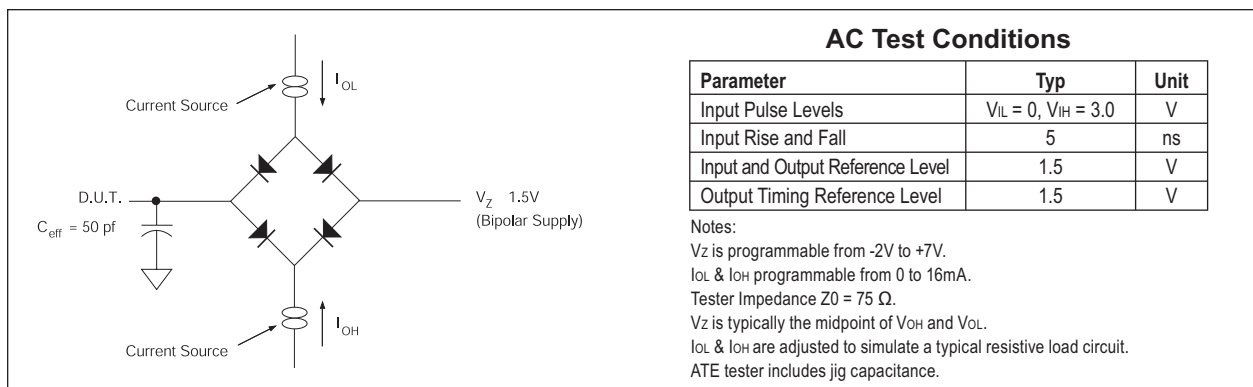 I_OL
Current Source
D.U.T.
C_eff = 50 pf
V_Z 1.5V
(Bipolar Supply)
I_OH
Current Source
AC Test Conditions
Parameter Typ Unit
Input Pulse Levels VIL = 0, VIH = 3.0 V
Input Rise and Fall 5 ns
Input and Output Reference Level 1.5 V
Output Timing Reference Level 1.5 V
Notes:
VZ is programmable from -2V to +7V.
IOL & IOH programmable from 0 to 16mA.
Tester Impedance Z0 = 75 Ω.
VZ is typically the midpoint of VOH and VOL.
IOL & IOH are adjusted to simulate a typical resistive load circuit.
ATE tester includes jig capacitance.